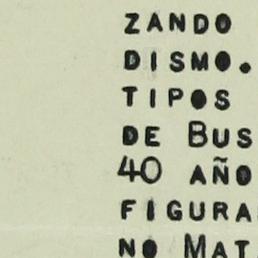 ZANDO
DISMO.
TIPOS
DE BUS
40 AÑO
FIGURA
NO MAT